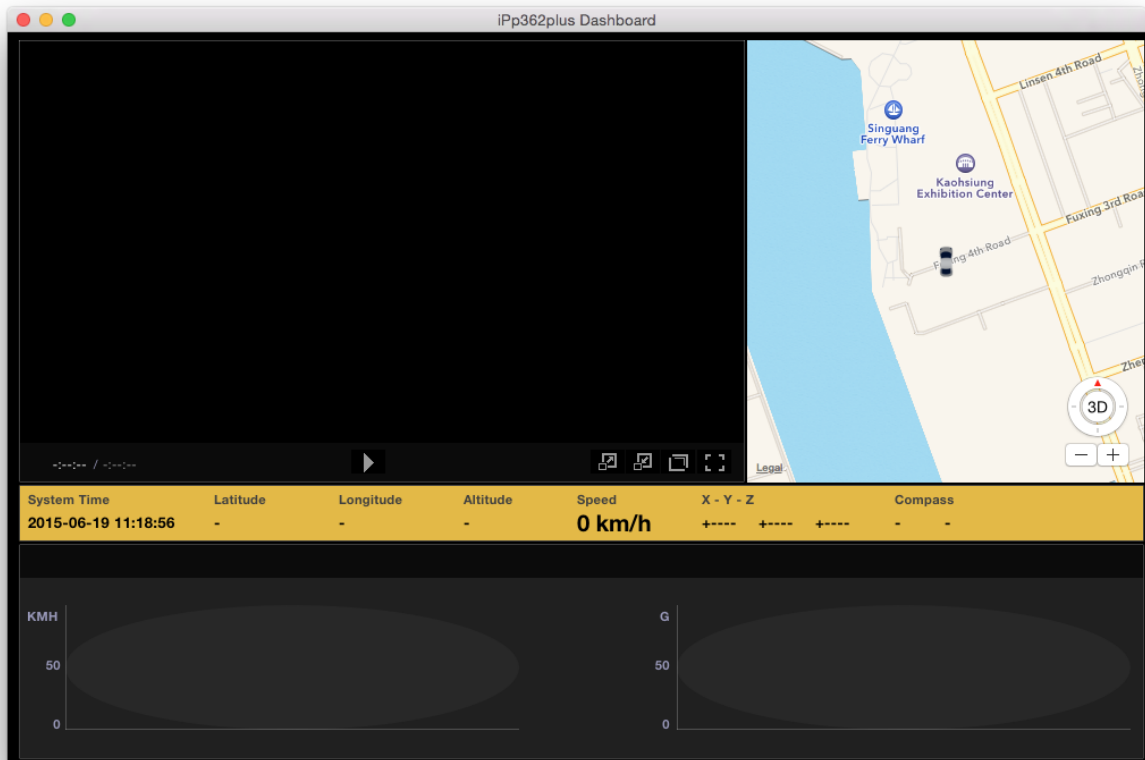 iPp362plus Dashboard
Linsen 4th Road
Singuang
Ferry Wharf
Kaohsiung
Exhibition Center
Fuxing 3rd Roa
Fuxing 4th Road
Zhongqin R
Zhen
3D
Legal
-:--:-- / -:--:--
System Time
Latitude
Longitude
Altitude
Speed
X - Y - Z
Compass
2015-06-19 11:18:56
-
-
-
0 km/h
+---- +---- +----
- -
KMH
50
0
G
50
0